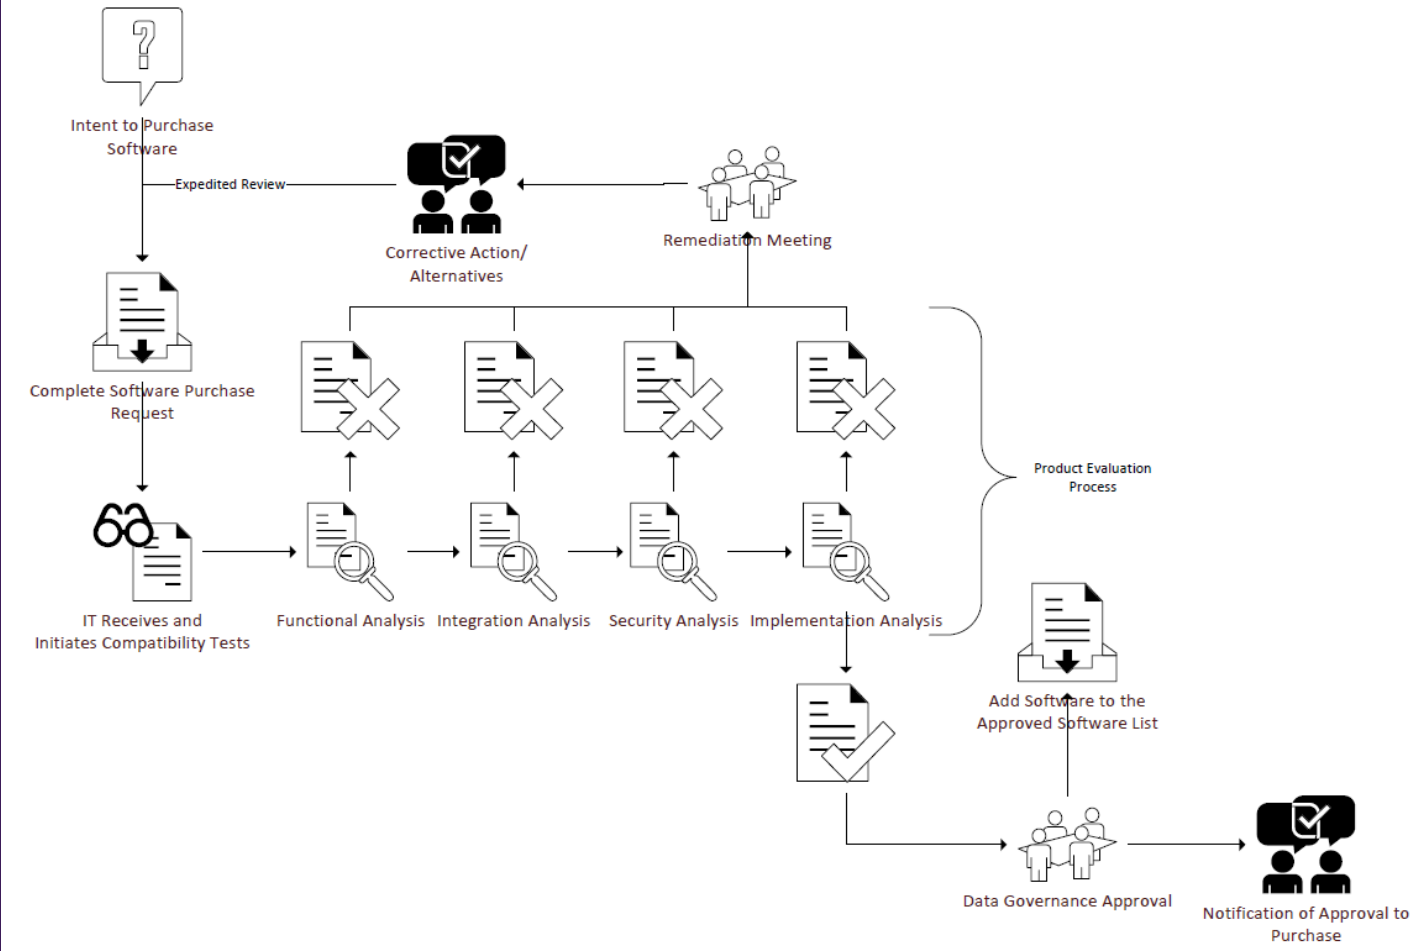 ?
Intent to Purchase
Software
Expedited Review
Corrective Action/
Alternatives
Remediation Meeting
Complete Software Purchase
Request
Product Evaluation
Process
IT Receives and
Initiates Compatibility Tests
Functional Analysis
Integration Analysis
Security Analysis
Implementation Analysis
Add Software to the
Approved Software List
Data Governance Approval
Notification of Approval to
Purchase